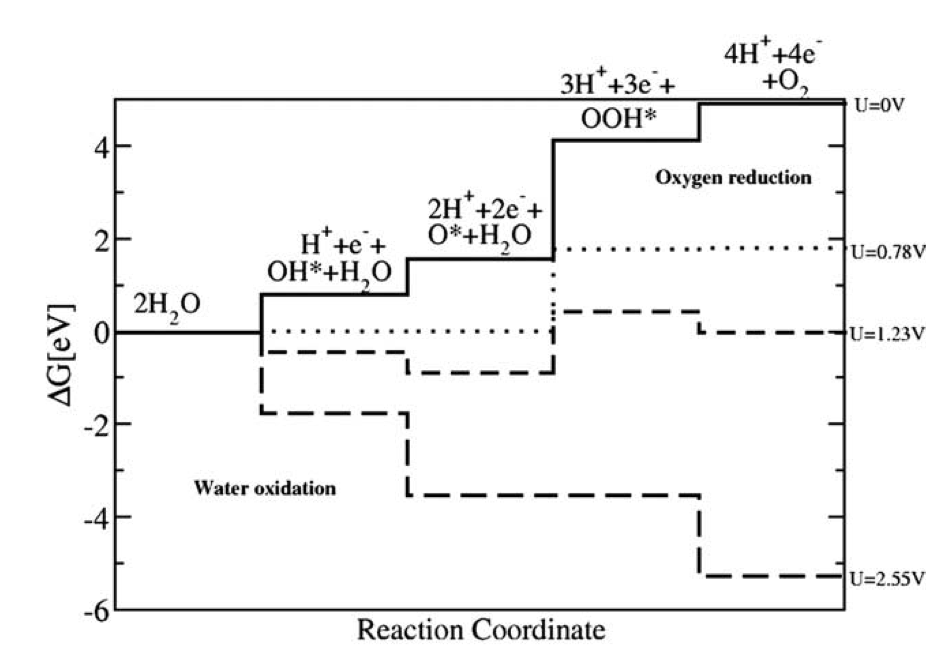 4H⁺+4e⁻
+O₂
3H⁺+3e⁻+
OOH*
U=0V
4
Oxygen reduction
2H⁺+2e⁻+
O*+H₂O
H⁺+e⁻+
OH*+H₂O
2
U=0.78V
2H₂O
0
U=1.23V
ΔG[eV]
-2
Water oxidation
-4
U=2.55V
-6
Reaction Coordinate